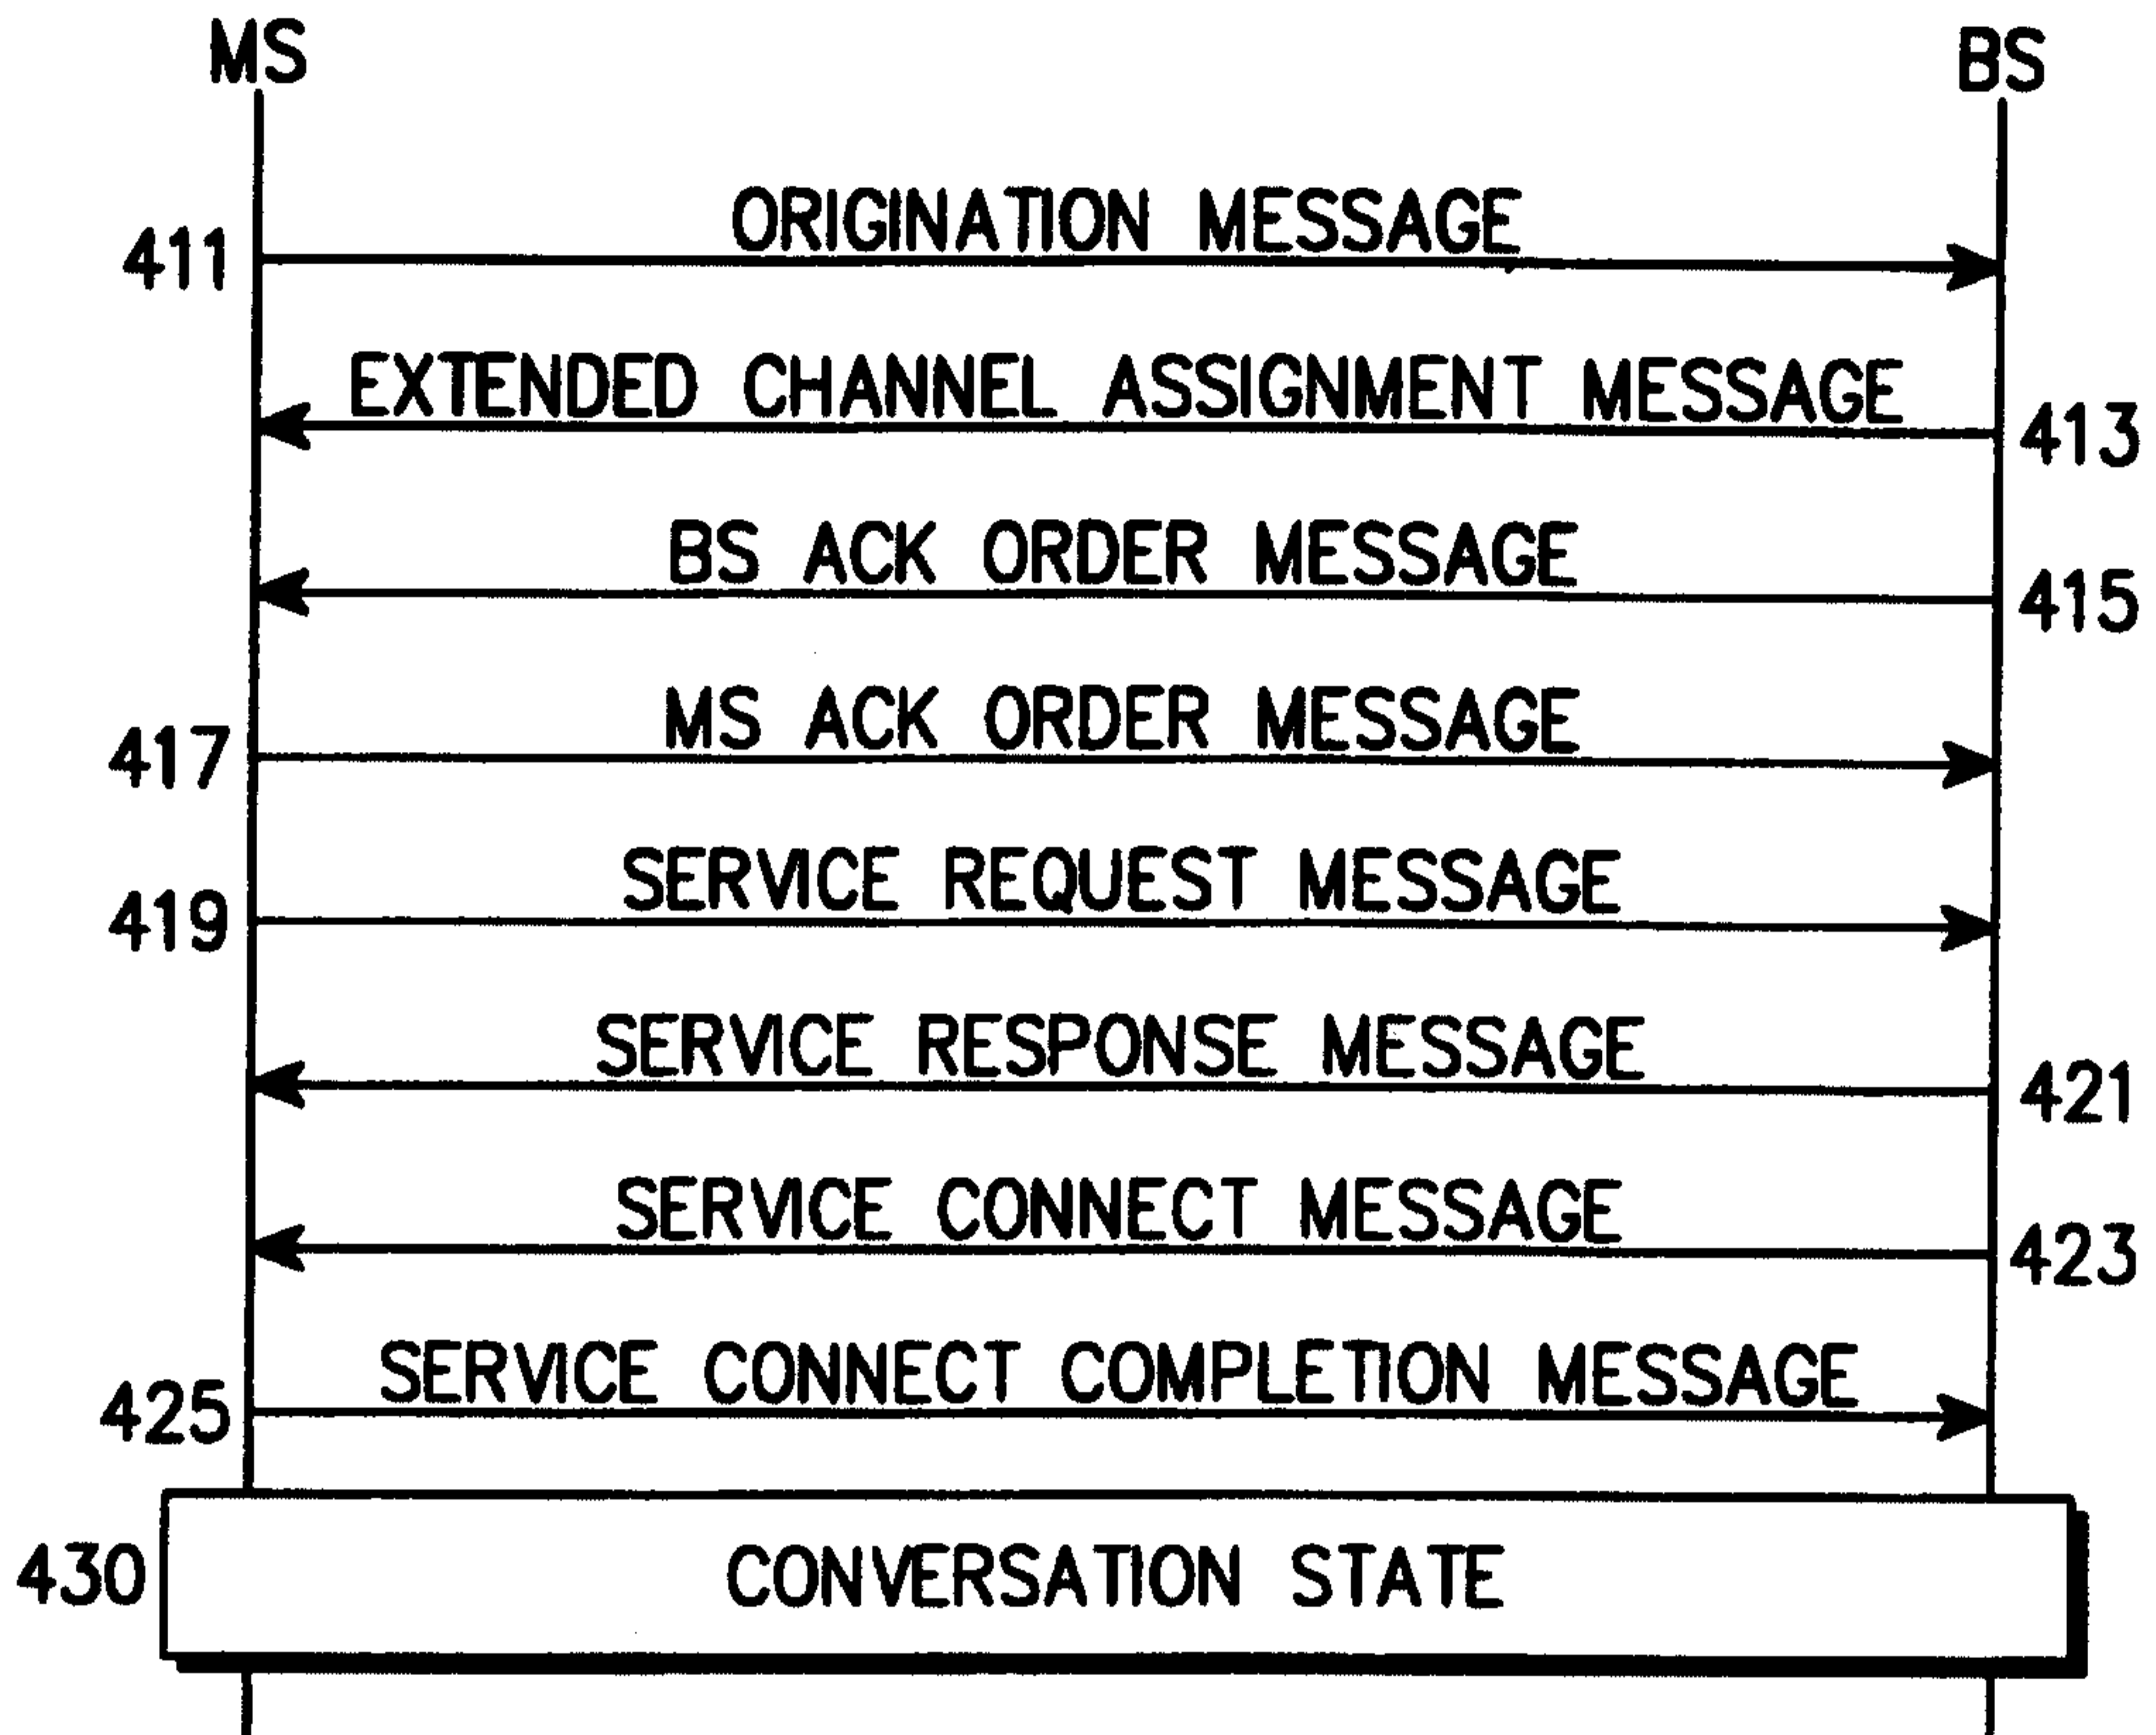 MS
BS
ORIGINATION MESSAGE
411
EXTENDED CHANNEL ASSIGNMENT MESSAGE
413
BS ACK ORDER MESSAGE
415
MS ACK ORDER MESSAGE
417
SERVICE REQUEST MESSAGE
419
SERVICE RESPONSE MESSAGE
421
SERVICE CONNECT MESSAGE
423
SERVICE CONNECT COMPLETION MESSAGE
425
430
CONVERSATION STATE